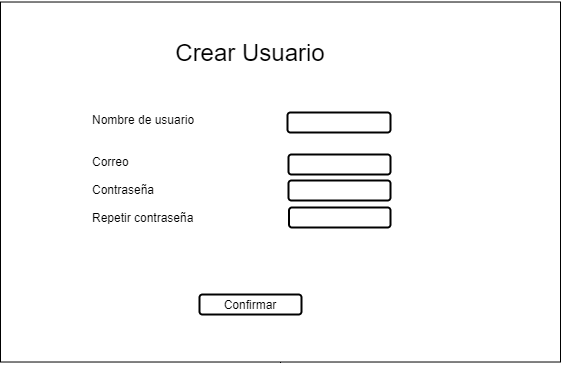 Crear Usuario
Nombre de usuario
Correo
Contraseña
Repetir contraseña
Confirmar